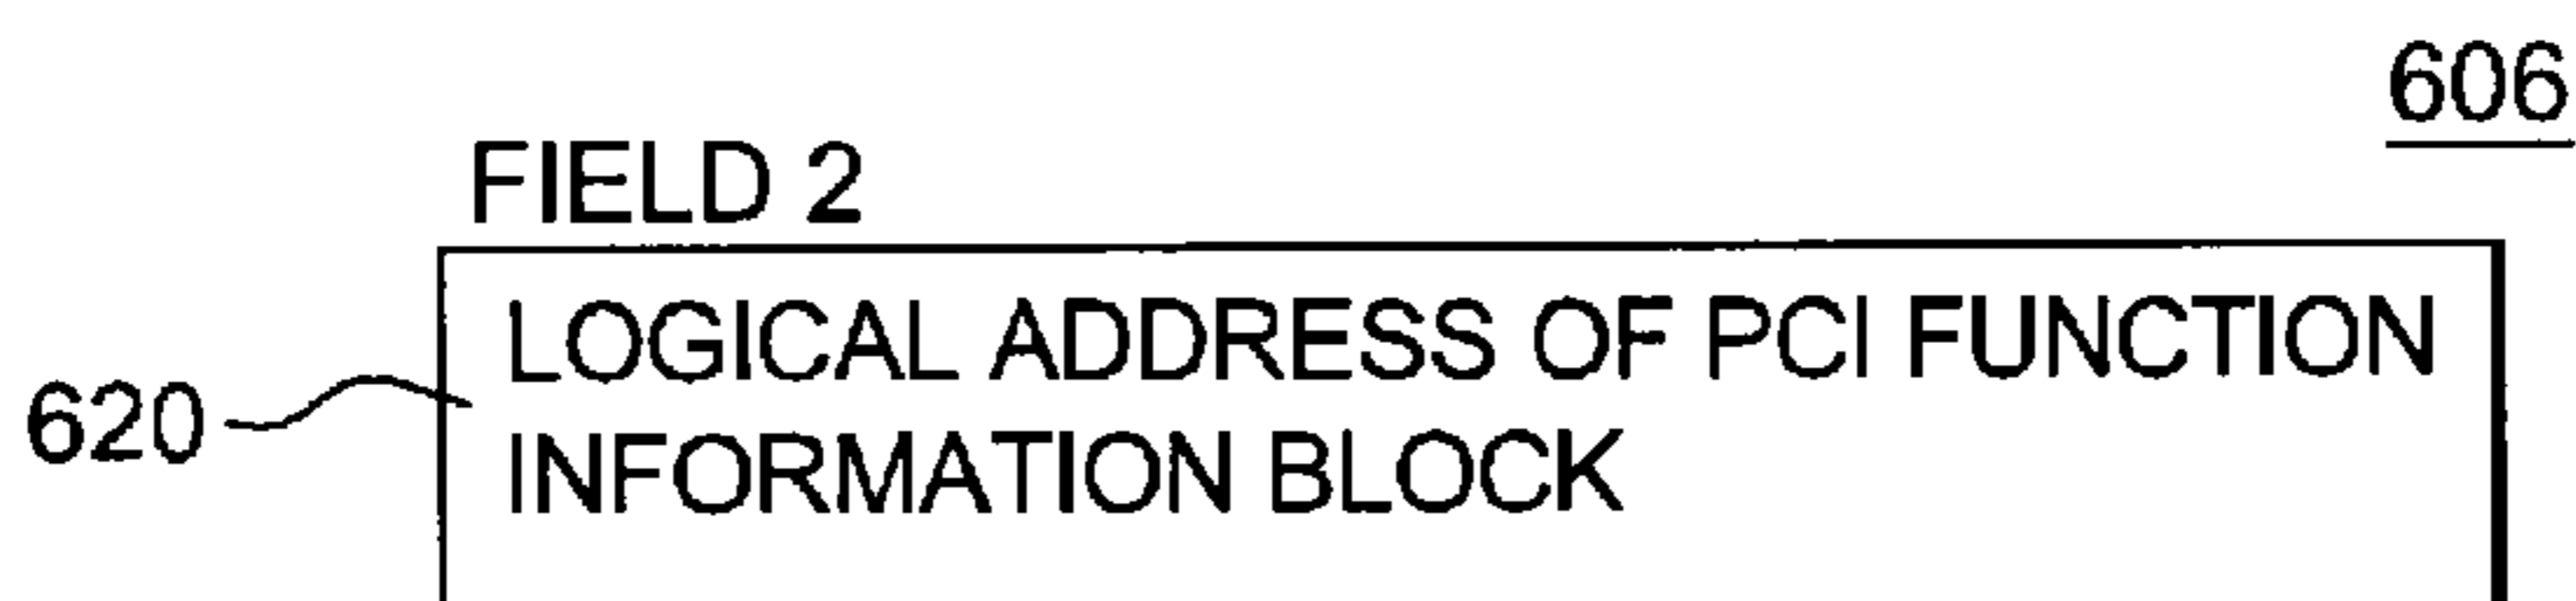 606
FIELD 2
LOGICAL ADDRESS OF PCI FUNCTION
620
INFORMATION BLOCK